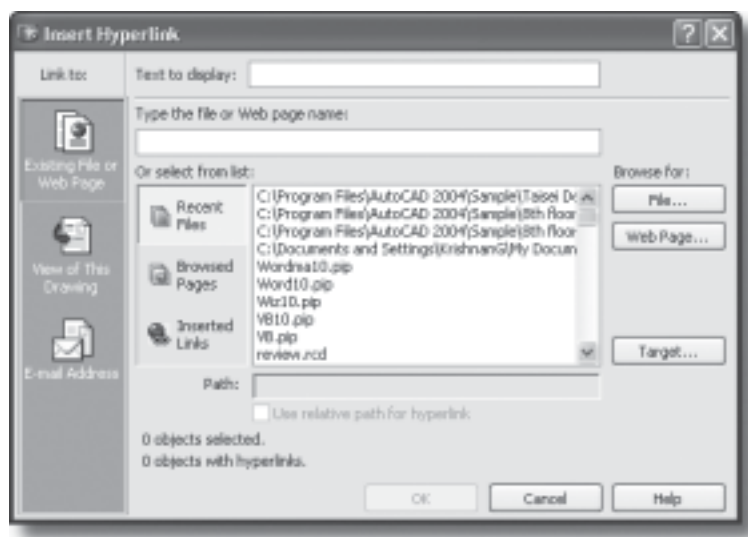 Insert Hyperlink
Link to:
Text to display:
Type the file or Web page name:
Existing File or
Web Page
Or select from list:
Browse for:
Recent
Files
C:\Program Files\AutoCAD 2004\Sample\Taisei De
C:\Program Files\AutoCAD 2004\Sample\8th floor
C:\Program Files\AutoCAD 2004\Sample\8th floor
C:\Documents and Settings\KrishnanG\My Docum
Wordma10.pip
Word10.pip
Wiz10.pip
VB10.pip
VB.pip
review.rcd
File...
Web Page...
View of This
Drawing
Browsed
Pages
Inserted
Links
Target...
E-mail Address
Path:
Use relative path for hyperlink
0 objects selected.
0 objects with hyperlinks.
OK
Cancel
Help